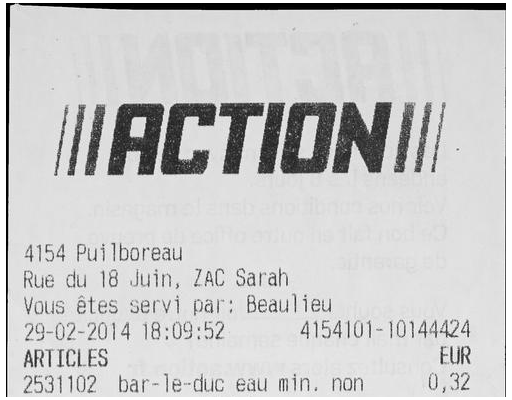 ACTION
4154 Puilboreau
Rue du 18 Juin, ZAC Sarah
Vous êtes servi par: Beaulieu
29-02-2014 18:09:52 4154101-10144424
ARTICLES EUR
2531102 bar-le-duc eau min. non 0,32